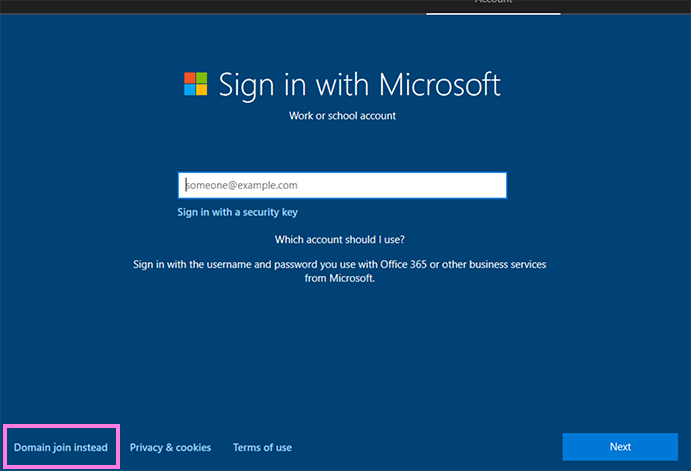 Account
Sign in with Microsoft
Work or school account
someone@example.com
Sign in with a security key
Which account should I use?
Sign in with the username and password you use with Office 365 or other business services
from Microsoft.
Domain join instead
Privacy & cookies
Terms of use
Next